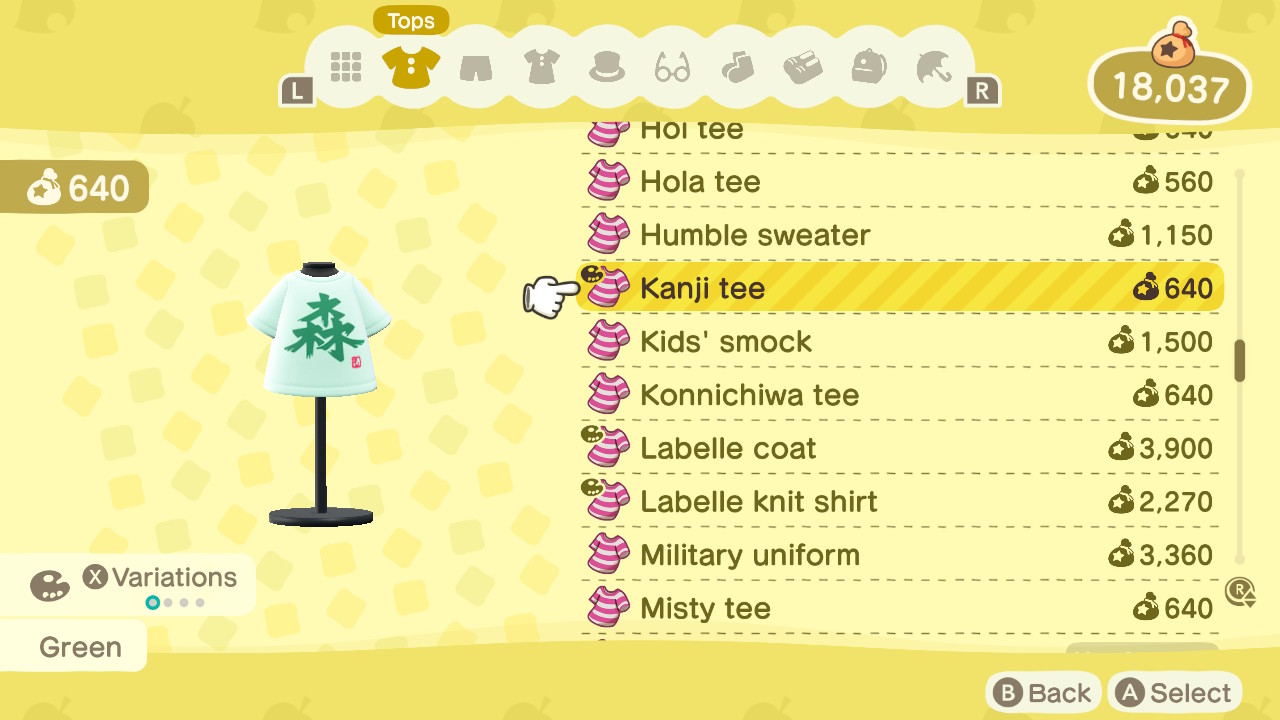 Tops
L
R
18,037
640
Hoi tee
640
Hola tee
560
Humble sweater
1,150
Kanji tee
640
Kids' smock
1,500
Konnichiwa tee
640
Labelle coat
3,900
Labelle knit shirt
2,270
Military uniform
3,360
Misty tee
640
森
X Variations
Green
R
B Back
A Select